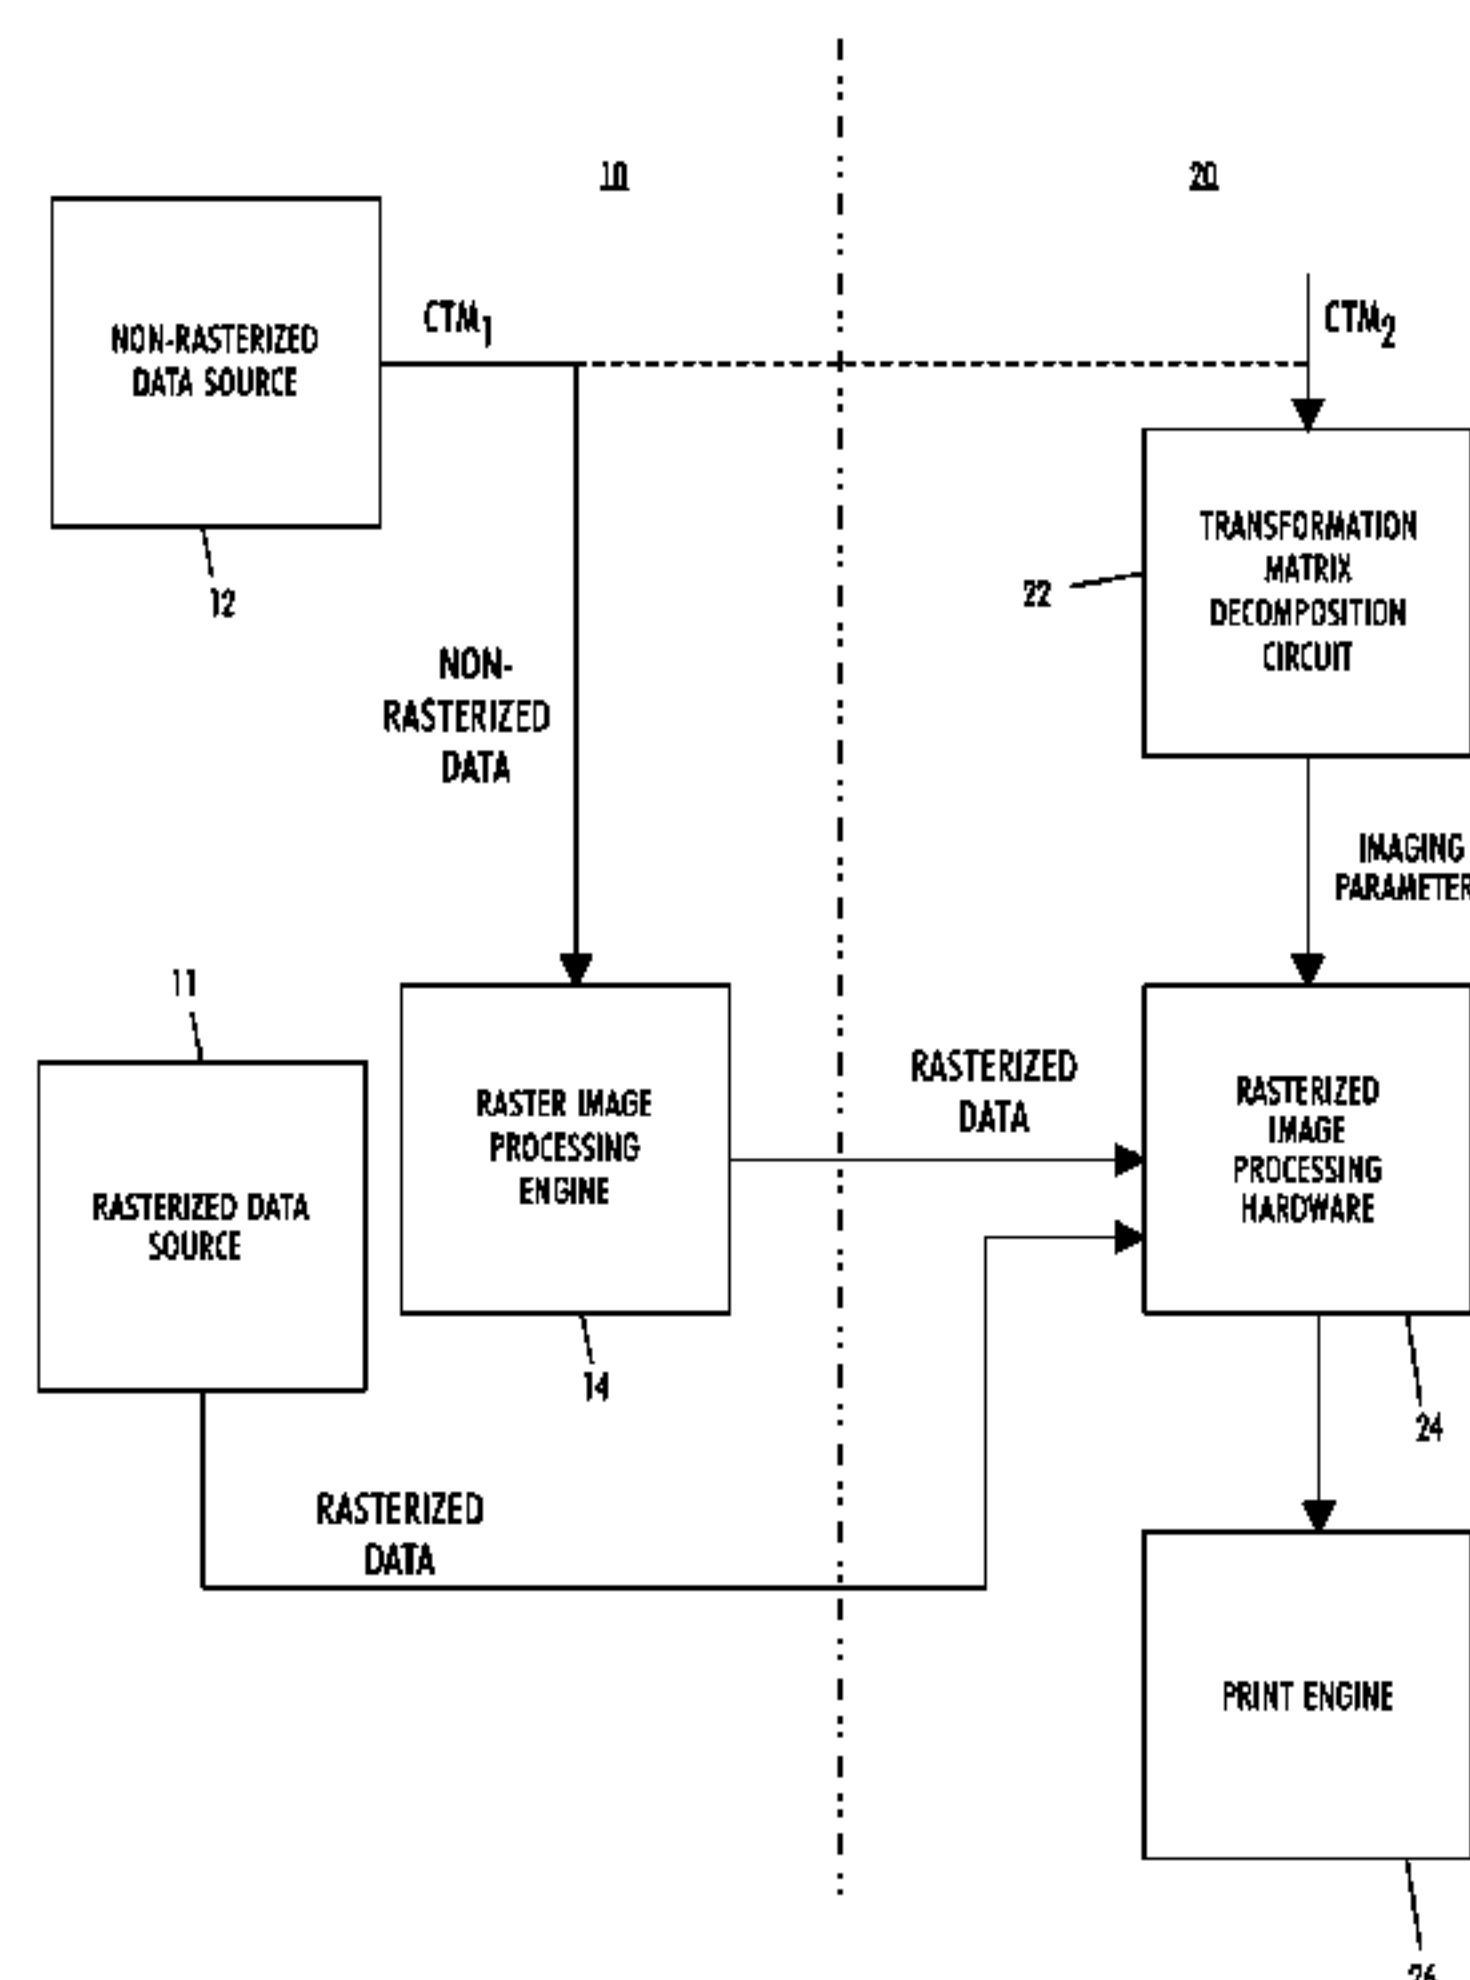 10
20
NON-RASTERIZED
DATA SOURCE
CTM1
CTM2
12
TRANSFORMATION
MATRIX
DECOMPOSITION
CIRCUIT
22
NON-
RASTERIZED
DATA
IMAGING
PARAMETER
11
RASTERIZED DATA
SOURCE
RASTER IMAGE
PROCESSING
ENGINE
14
RASTERIZED
DATA
RASTERIZED
IMAGE
PROCESSING
HARDWARE
24
RASTERIZED
DATA
PRINT ENGINE